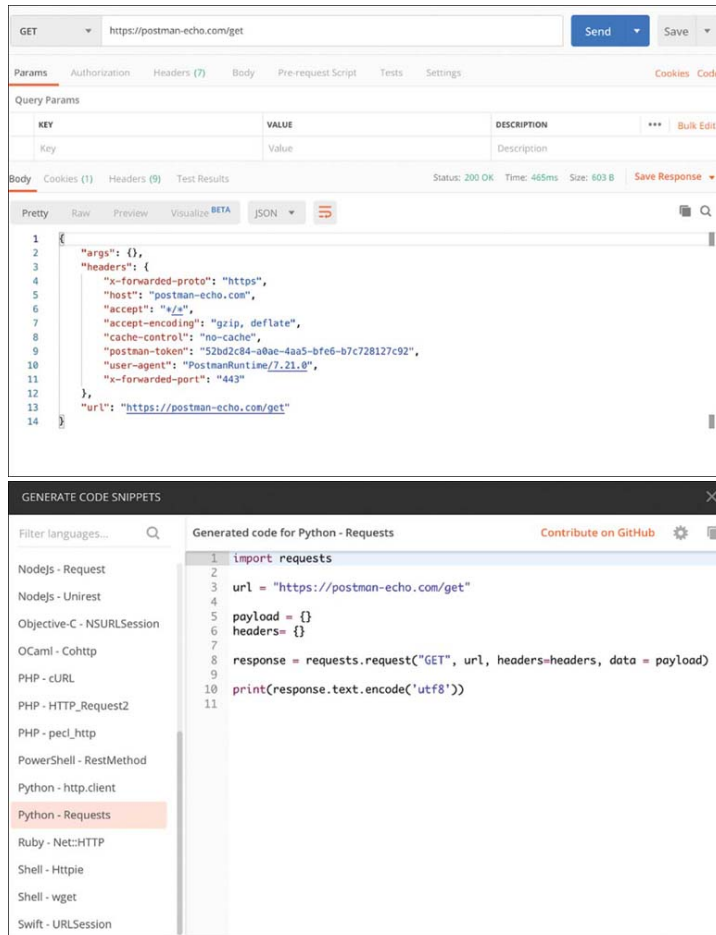 GET https://postman-echo.com/get Send Save
Params Authorization Headers (7) Body Pre-request Script Tests Settings Cookies Code
Query Params
KEY VALUE DESCRIPTION ••• Bulk Edit
Key Value Description
Body Cookies (1) Headers (9) Test Results Status: 200 OK Time: 465ms Size: 603 B Save Response
Pretty Raw Preview Visualize BETA JSON
1 {
2 "args": {},
3 "headers": {
4 "x-forwarded-proto": "https",
5 "host": "postman-echo.com",
6 "accept": "*/*",
7 "accept-encoding": "gzip, deflate",
8 "cache-control": "no-cache",
9 "postman-token": "52bd2c84-a0ae-4aa5-bfe6-b7c728127c92",
10 "user-agent": "PostmanRuntime/7.21.0",
11 "x-forwarded-port": "443"
12 },
13 "url": "https://postman-echo.com/get"
14 }
GENERATE CODE SNIPPETS
Filter languages...
NodeJs - Request
NodeJs - Unirest
Objective-C - NSURLSession
OCaml - Cohttp
PHP - cURL
PHP - HTTP_Request2
PHP - pecl_http
PowerShell - RestMethod
Python - http.client
Python - Requests
Ruby - Net::HTTP
Shell - Httpie
Shell - wget
Swift - URLSession
Generated code for Python - Requests Contribute on GitHub
1 import requests
2
3 url = "https://postman-echo.com/get"
4
5 payload = {}
6 headers= {}
7
8 response = requests.request("GET", url, headers=headers, data = payload)
9
10 print(response.text.encode('utf8'))
11